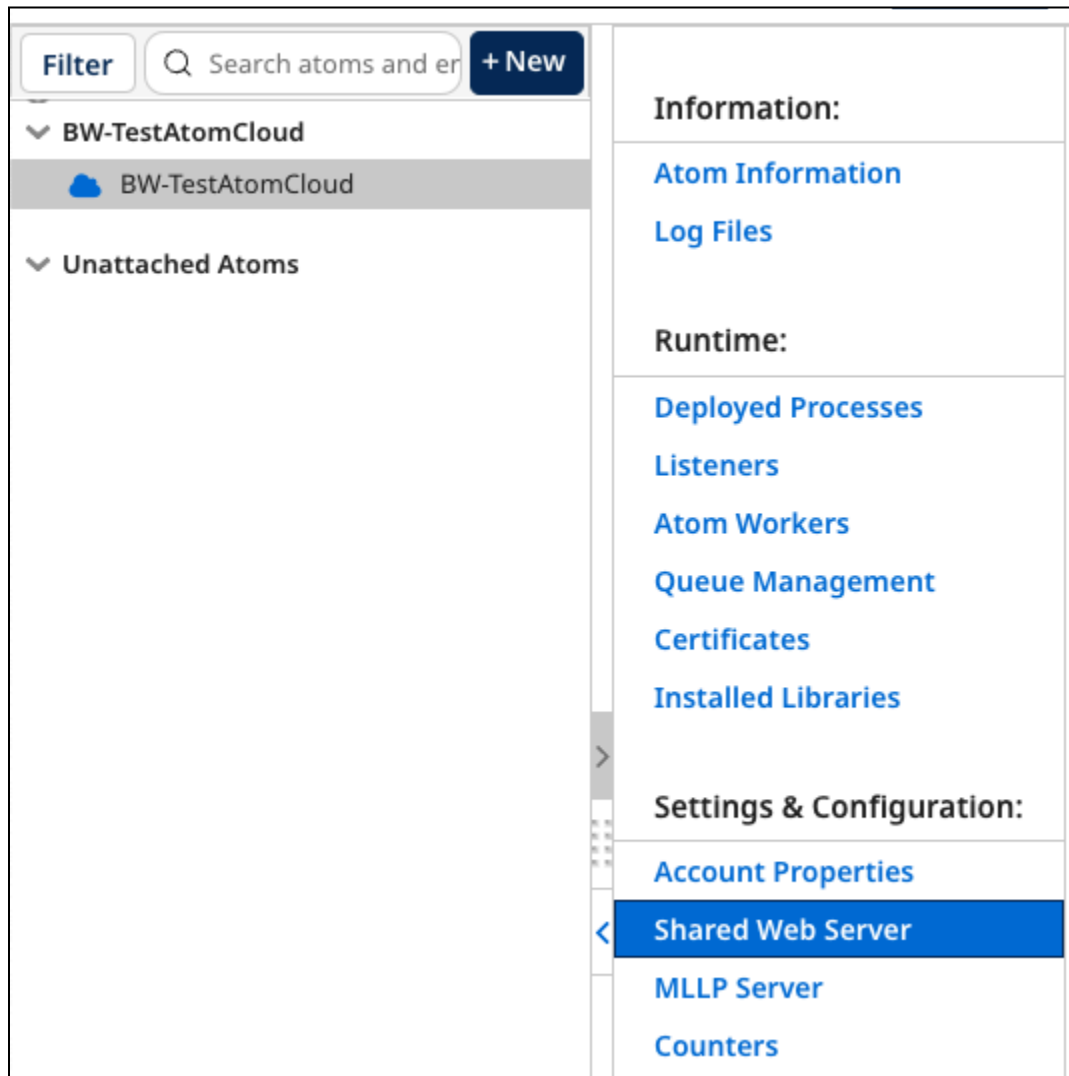 Filter
Search atoms and er
+ New
BW-TestAtomCloud
BW-TestAtomCloud
Unattached Atoms
Information:
Atom Information
Log Files
Runtime:
Deployed Processes
Listeners
Atom Workers
Queue Management
Certificates
Installed Libraries
Settings & Configuration:
Account Properties
Shared Web Server
MLLP Server
Counters